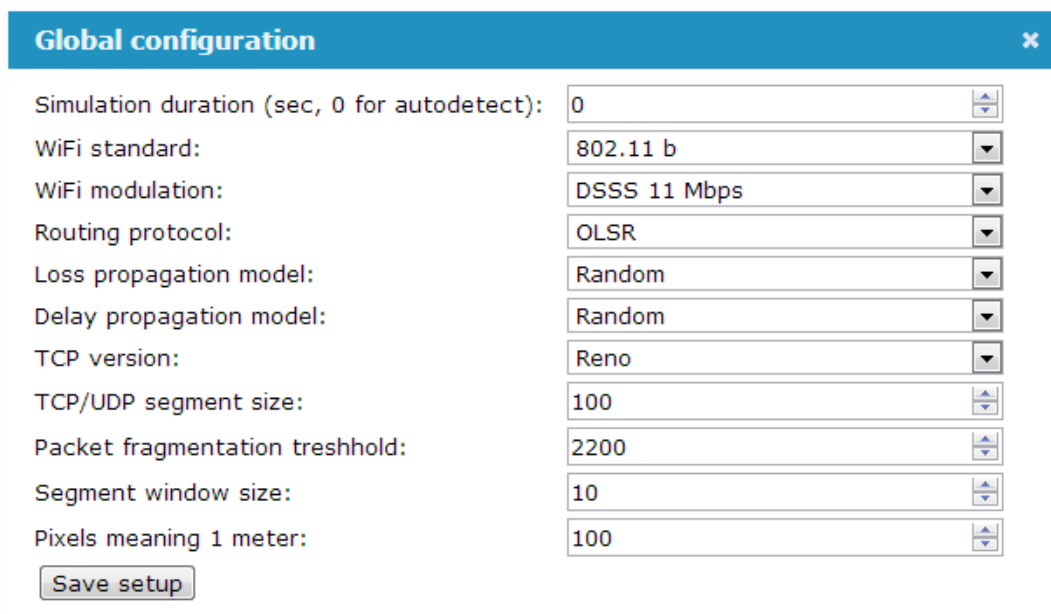 Global configuration
Simulation duration (sec, 0 for autodetect): 0
WiFi standard: 802.11 b
WiFi modulation: DSSS 11 Mbps
Routing protocol: OLSR
Loss propagation model: Random
Delay propagation model: Random
TCP version: Reno
TCP/UDP segment size: 100
Packet fragmentation treshhold: 2200
Segment window size: 10
Pixels meaning 1 meter: 100
Save setup